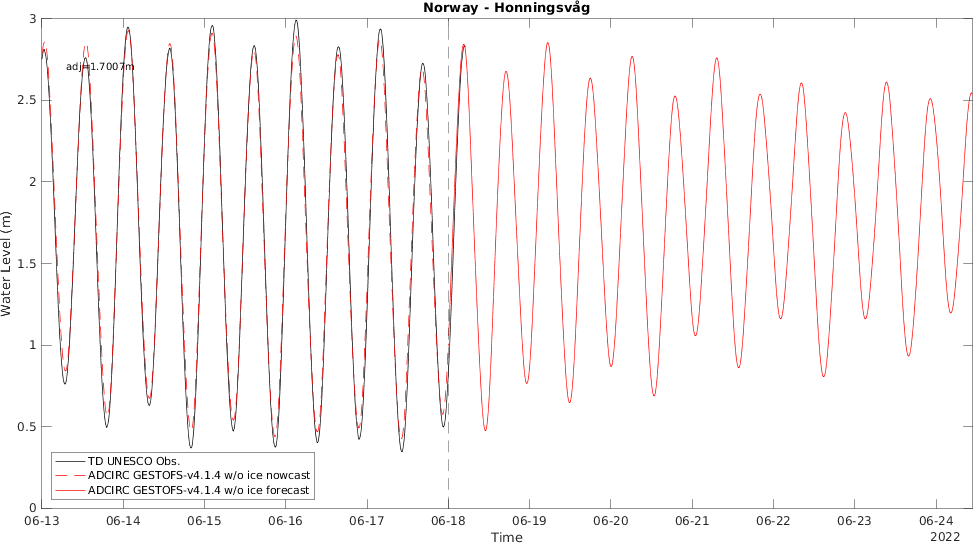 Norway - Honningsvåg
3
adj=1.7007m
2.5
2
1.5
1
0.5
0
Water Level (m)
TD UNESCO Obs.
ADCIRC GESTOFS-v4.1.4 w/o ice nowcast
ADCIRC GESTOFS-v4.1.4 w/o ice forecast
06-13 06-14 06-15 06-16 06-17 06-18 06-19 06-20 06-21 06-22 06-23 06-24
Time
2022